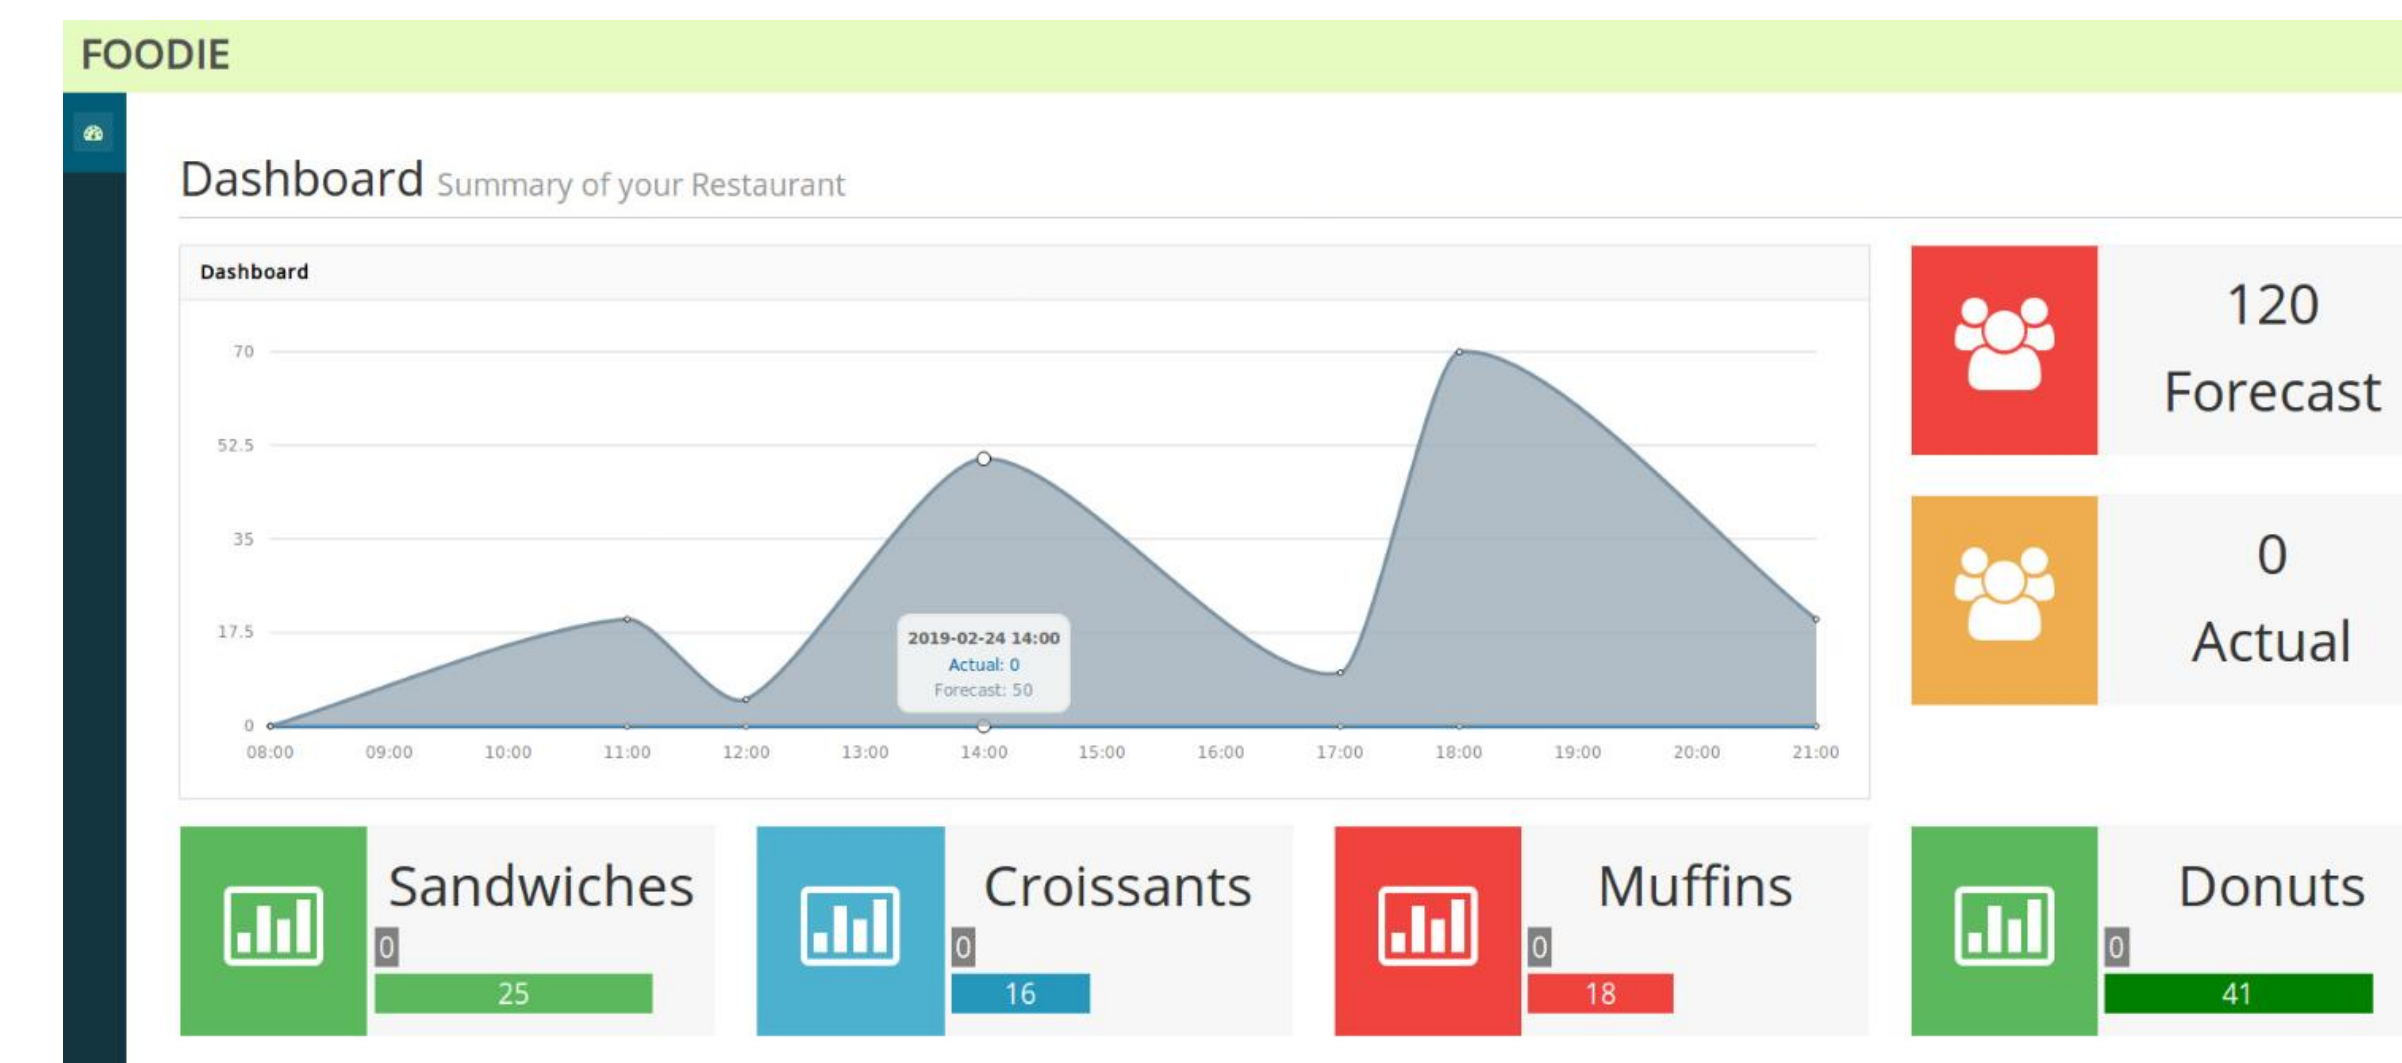 FOODIE
Dashboard Summary of your Restaurant
Dashboard
70
52.5
35
17.5
0
2019-02-24 14:00
Actual: 0
Forecast: 50
08:00 09:00 10:00 11:00 12:00 13:00 14:00 15:00 16:00 17:00 18:00 19:00 20:00 21:00
120
Forecast
0
Actual
Sandwiches
0
25
Croissants
0
16
Muffins
0
18
Donuts
0
41